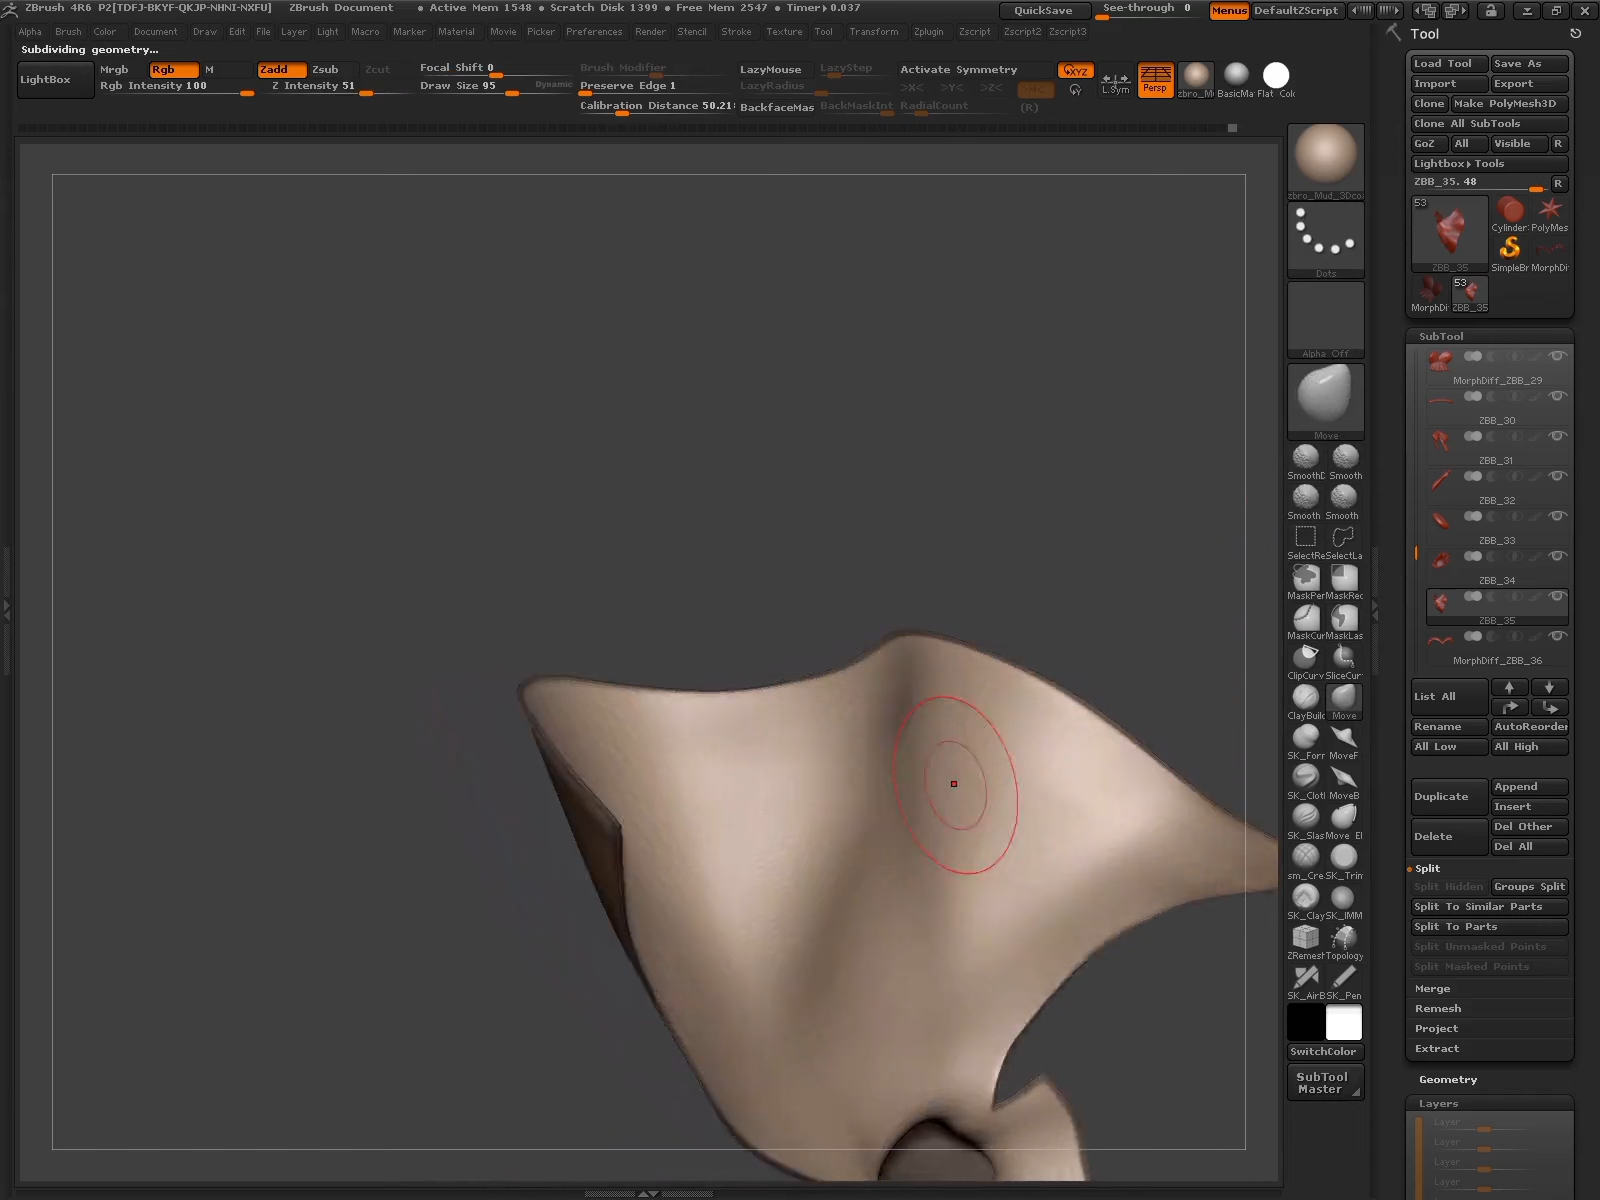 ZBrush 4R6 P2[TDFJ-BKYF-QKJP-NHNI-NXFU] ZBrush Document • Active Mem 1548 • Scratch Disk 1399 • Free Mem 2547 • Timer▸0.037 QuickSave See-through 0 Menus DefaultZScript
Alpha Brush Color Document Draw Edit File Layer Light Macro Marker Material Movie Picker Preferences Render Stencil Stroke Texture Tool Transform Zplugin Zscript Zscript2 Zscript3
Subdividing geometry...
LightBox
Mrgb Rgb M Zadd Zsub Zcut
Rgb Intensity 100 Z Intensity 51
Focal Shift 0
Draw Size 95 Dynamic
Brush Modifier
Preserve Edge 1
Calibration Distance 50.21
LazyMouse LazyStep
LazyRadius
BackfaceMas BackMaskInt
Activate Symmetry
>X< >Y< >Z<
RadialCount (R)
XYZ
L.Sym
Persp
zbro_M
BasicMa
Flat Col
zbro_Mud_3Dco
Dots
Alpha Off
Move
Smooth
Smooth Smooth
SelectRe SelectLa
MaskPer MaskRec
MaskCur MaskLas
ClipCurv SliceCur
ClayBuil Move
SK_Forr MoveF
SK_Clot MoveB
SK_Slas Move El
sm_Cre SK_Trim
SK_Clay SK_IMM
ZRemes Topology
SK_AirB SK_Pen
SwitchColor
SubTool
Master
Tool
Load Tool Save As
Import Export
Clone Make PolyMesh3D
Clone All SubTools
GoZ All Visible R
Lightbox▸Tools
ZBB_35. 48 R
53
ZBB_35
Cylinder PolyMes
SimpleBr MorphDi
53
MorphDi ZBB_35
SubTool
MorphDiff_ZBB_29
ZBB_30
ZBB_31
ZBB_32
ZBB_33
ZBB_34
ZBB_35
MorphDiff_ZBB_36
List All
Rename AutoReorder
All Low All High
Duplicate
Append
Insert
Delete
Del Other
Del All
Split
Split Hidden Groups Split
Split To Similar Parts
Split To Parts
Split Unmasked Points
Split Masked Points
Merge
Remesh
Project
Extract
Geometry
Layers
Layer
Layer
Layer
Layer